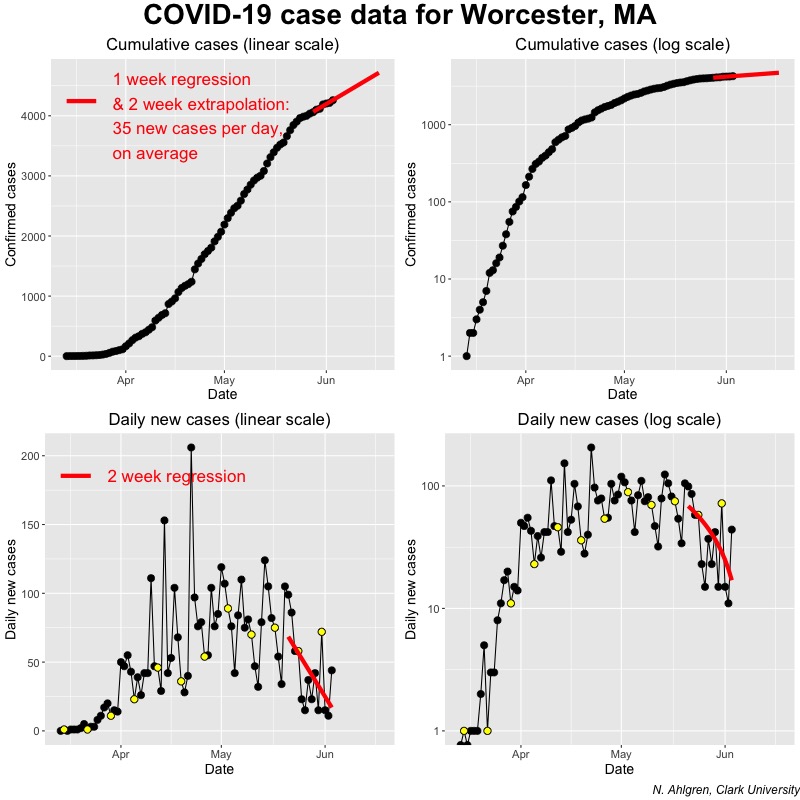 COVID-19 case data for Worcester, MA
Cumulative cases (linear scale)
1 week regression
& 2 week extrapolation:
35 new cases per day,
on average
4000
3000
2000
1000
0
Confirmed cases
Apr May Jun
Date
Cumulative cases (log scale)
1000
100
10
1
Confirmed cases
Apr May Jun
Date
Daily new cases (linear scale)
2 week regression
200
150
100
50
0
Daily new cases
Apr May Jun
Date
Daily new cases (log scale)
100
10
1
Daily new cases
Apr May Jun
Date
N. Ahlgren, Clark University